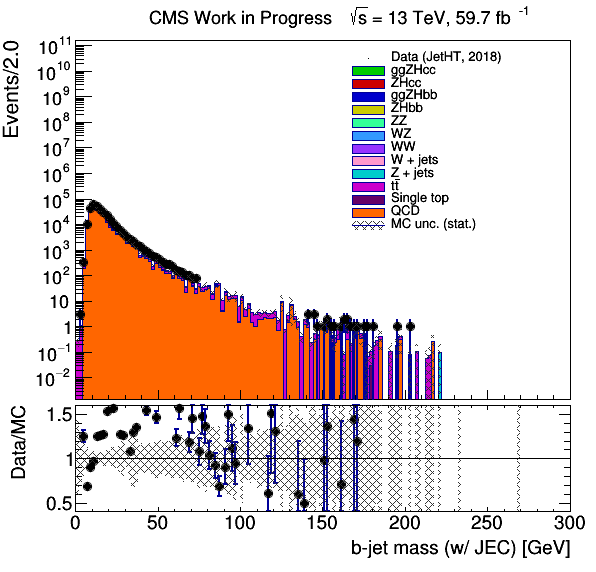 CMS Work in Progress √s = 13 TeV, 59.7 fb⁻¹
Events/2.0
10¹¹
10¹⁰
10⁹
10⁸
10⁷
10⁶
10⁵
10⁴
10³
10²
10
1
10⁻¹
10⁻²
Data (JetHT, 2018)
ggZHcc
ZHcc
ggZHbb
ZHbb
ZZ
WZ
WW
W + jets
Z + jets
tt̄
Single top
QCD
MC unc. (stat.)
Data/MC
1.5
1
0.5
0 50 100 150 200 250 300
b-jet mass (w/ JEC) [GeV]